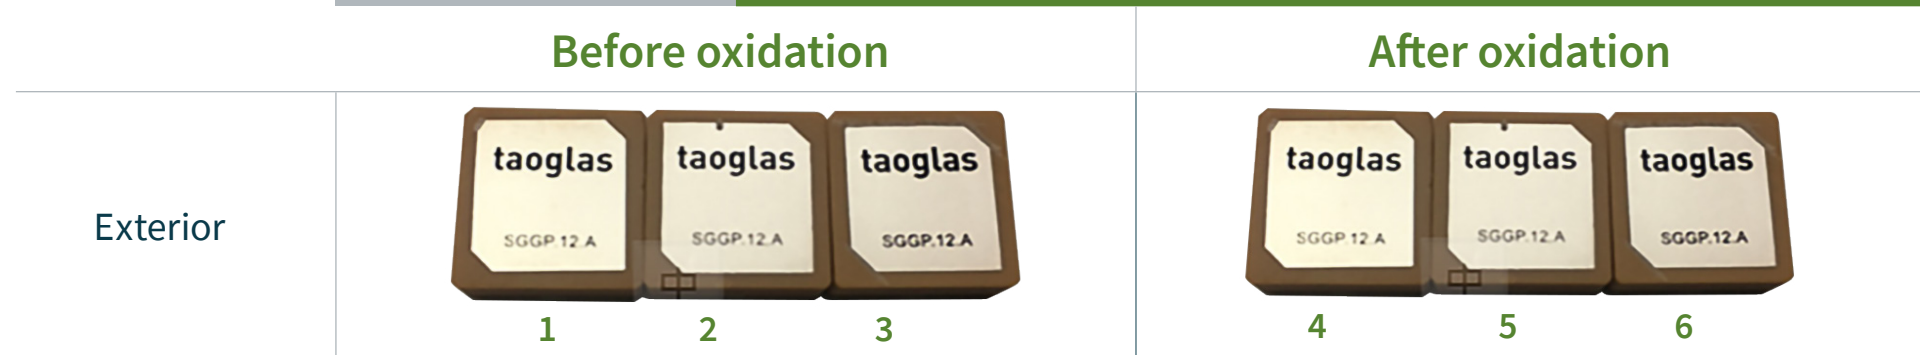 Before oxidation
After oxidation
Exterior
taoglas
taoglas
taoglas
taoglas
taoglas
taoglas
SGGP.12.A
SGGP.12.A
SGGP.12.A
SGGP.12.A
SGGP.12.A
SGGP.12.A
1
2
3
4
5
6